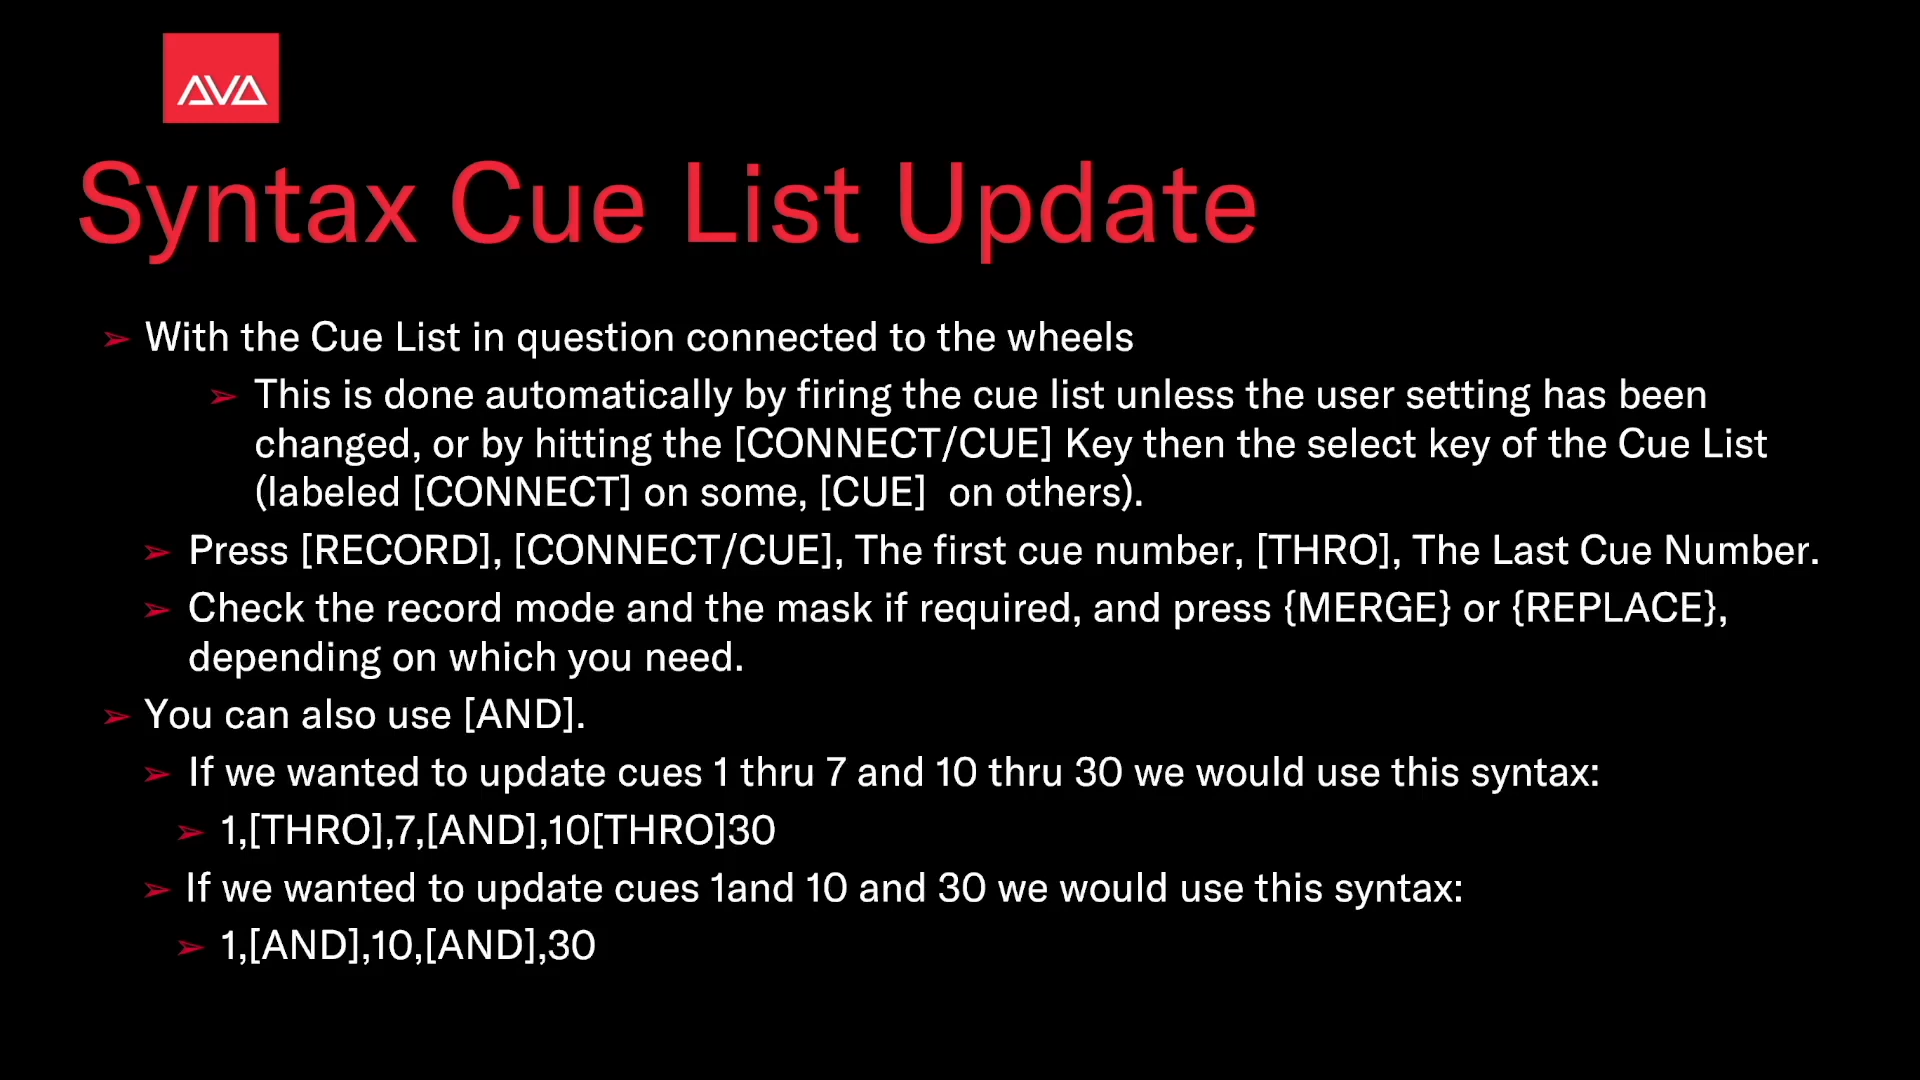 AVA
Syntax Cue List Update
➢ With the Cue List in question connected to the wheels
➢ This is done automatically by firing the cue list unless the user setting has been
changed, or by hitting the [CONNECT/CUE] Key then the select key of the Cue List
(labeled [CONNECT] on some, [CUE]  on others).
➢ Press [RECORD], [CONNECT/CUE], The first cue number, [THRO], The Last Cue Number.
➢ Check the record mode and the mask if required, and press {MERGE} or {REPLACE},
depending on which you need.
➢ You can also use [AND].
➢ If we wanted to update cues 1 thru 7 and 10 thru 30 we would use this syntax:
➢ 1,[THRO],7,[AND],10[THRO]30
➢ If we wanted to update cues 1and 10 and 30 we would use this syntax:
➢ 1,[AND],10,[AND],30